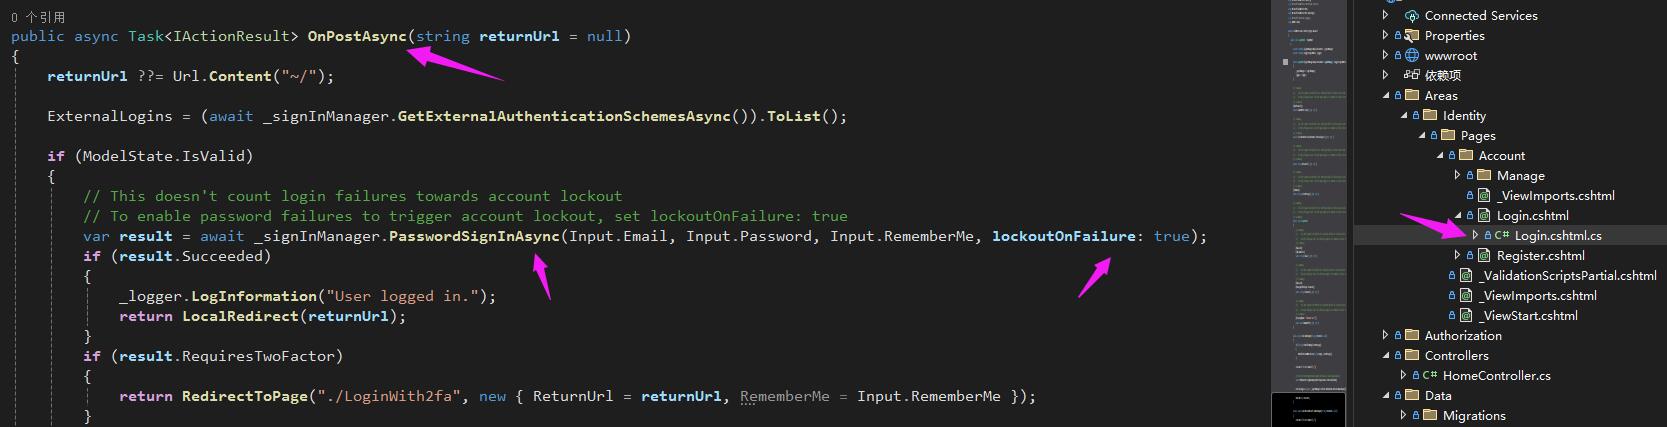 0 个引用
public async Task<IActionResult> OnPostAsync(string returnUrl = null)
{
returnUrl ??= Url.Content("~/");
ExternalLogins = (await _signInManager.GetExternalAuthenticationSchemesAsync()).ToList();
if (ModelState.IsValid)
{
// This doesn't count login failures towards account lockout
// To enable password failures to trigger account lockout, set lockoutOnFailure: true
var result = await _signInManager.PasswordSignInAsync(Input.Email, Input.Password, Input.RememberMe, lockoutOnFailure: true);
if (result.Succeeded)
{
_logger.LogInformation("User logged in.");
return LocalRedirect(returnUrl);
}
if (result.RequiresTwoFactor)
{
return RedirectToPage("./LoginWith2fa", new { ReturnUrl = returnUrl, RememberMe = Input.RememberMe });
}
Connected Services
Properties
wwwroot
依赖项
Areas
Identity
Pages
Account
Manage
_ViewImports.cshtml
Login.cshtml
C# Login.cshtml.cs
Register.cshtml
_ValidationScriptsPartial.cshtml
_ViewImports.cshtml
_ViewStart.cshtml
Authorization
Controllers
C# HomeController.cs
Data
Migrations